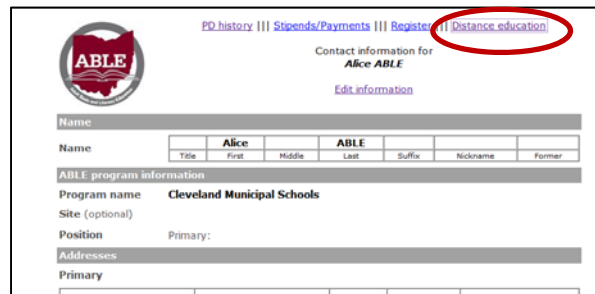 PD history ||| Stipends/Payments ||| Register ||| Distance education
ABLE
Contact information for
Alice ABLE
Edit information
Name
Name Alice ABLE
Title First Middle Last Suffix Nickname Former
ABLE program information
Program name Cleveland Municipal Schools
Site (optional)
Position Primary:
Addresses
Primary